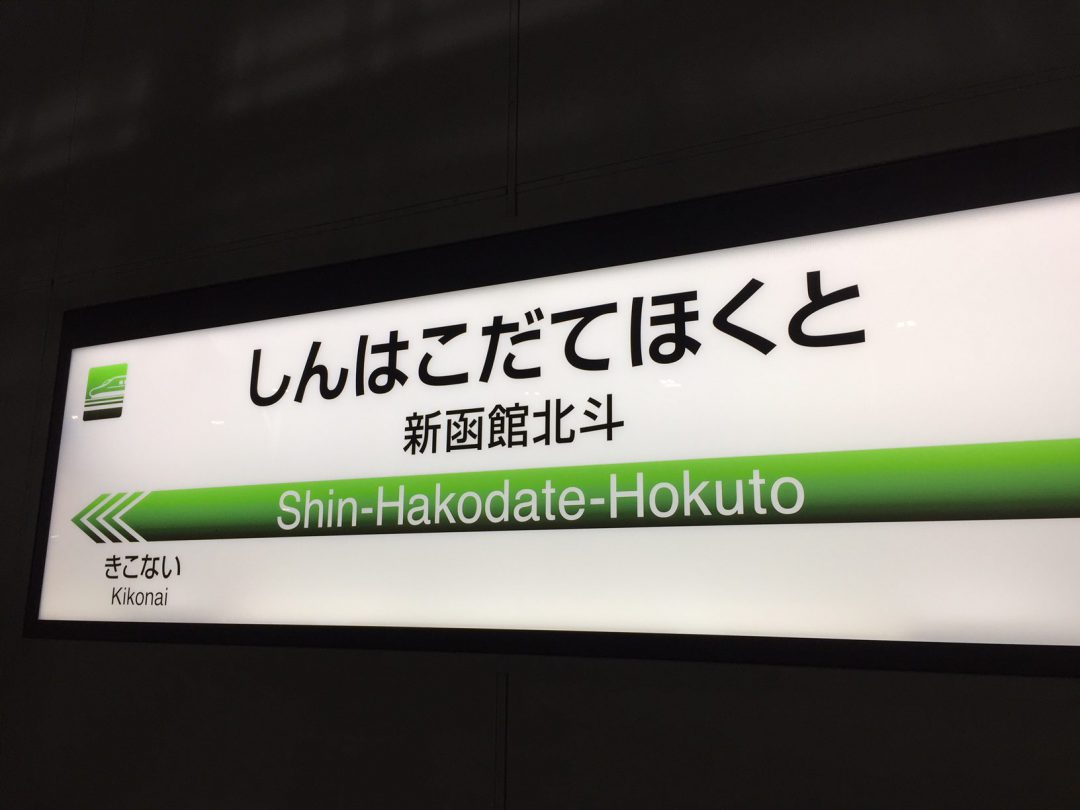 しんはこだてほくと
新函館北斗
Shin-Hakodate-Hokuto
きこない
Kikonai